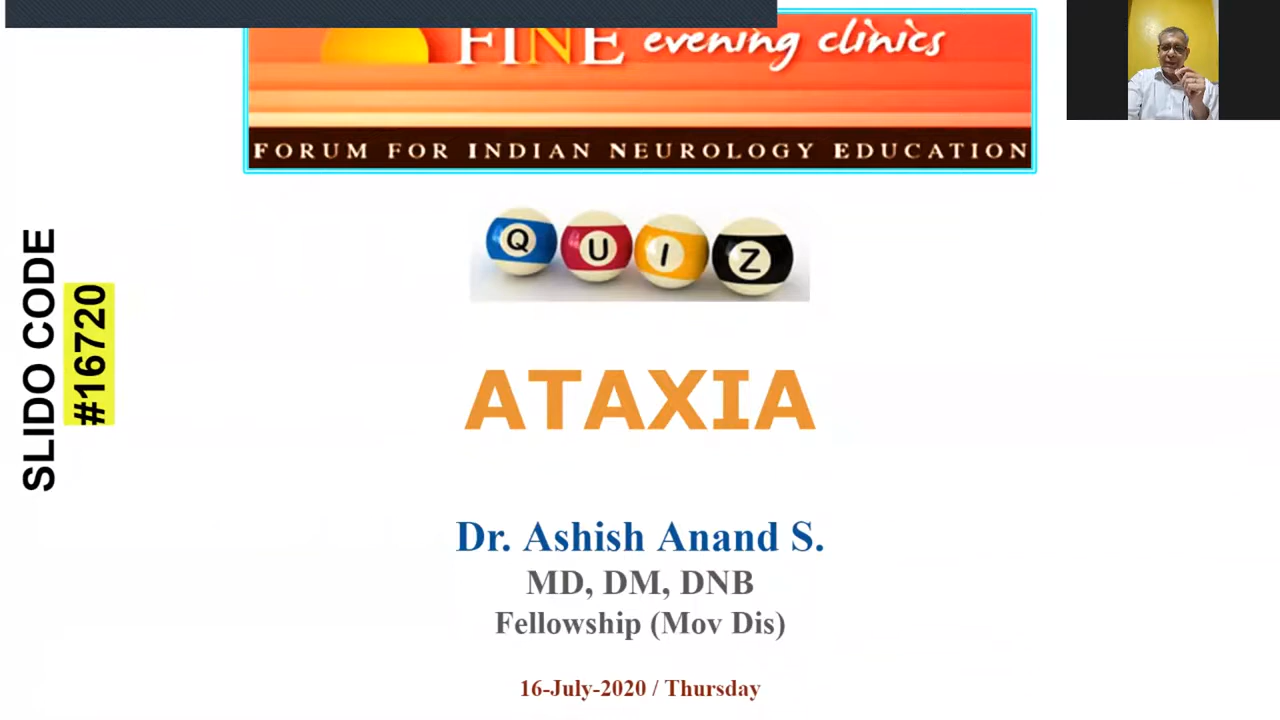 FINE evening clinics
FORUM FOR INDIAN NEUROLOGY EDUCATION
QUIZ
SLIDO CODE
#16720
ATAXIA
Dr. Ashish Anand S.
MD, DM, DNB
Fellowship (Mov Dis)
16-July-2020 / Thursday